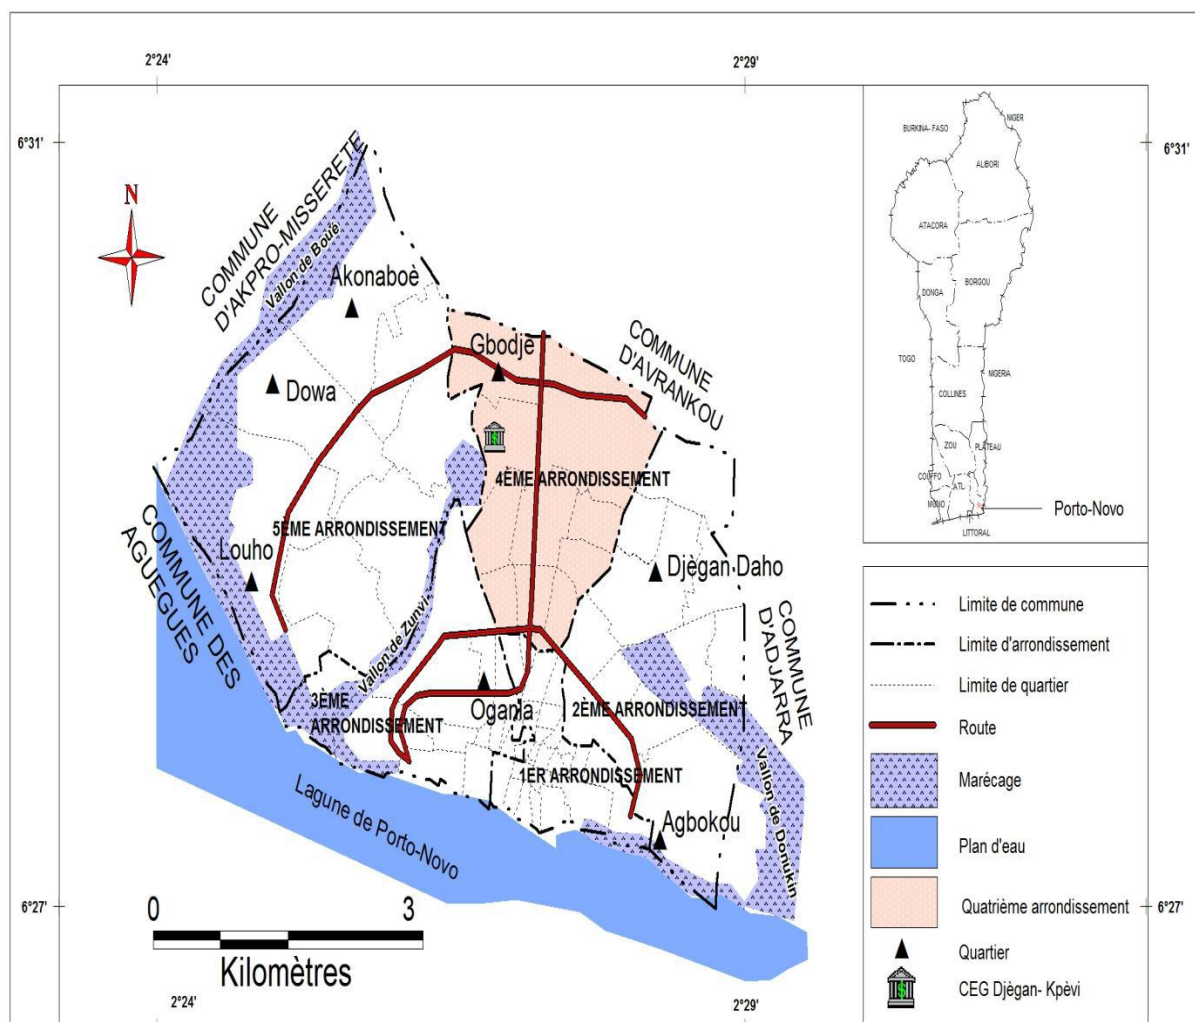 2°24'
2°29'
6°31'
6°31'
N
COMMUNE
D'AKPRO-MISSERETE
Vallon de Boué
Akonaboè
Gbodjè
COMMUNE
D'AVRANKOU
Dowa
4ÈME ARRONDISSEMENT
5ÈME ARRONDISSEMENT
Louho
COMMUNE DES
AGUEGUES
Djègan Daho
COMMUNE
D'ADJARRA
Vallon de Zunvi
3ÈME
ARRONDISSEMENT
Oganla
2ÈME ARRONDISSEMENT
1ER ARRONDISSEMENT
Vallon de Donukin
Lagune de Porto-Novo
Agbokou
6°27'
6°27'
0 3
Kilomètres
2°24'
2°29'
BURKINA- FASO
NIGER
ALIBORI
ATACORA
BORGOU
DONGA
TOGO
NIGERIA
COLLINES
ZOU
PLATEAU
COUFFO
ATL
MONO
LITTORAL
Porto-Novo
Limite de commune
Limite d'arrondissement
Limite de quartier
Route
Marécage
Plan d'eau
Quatrième arrondissement
Quartier
CEG Djègan- Kpèvi